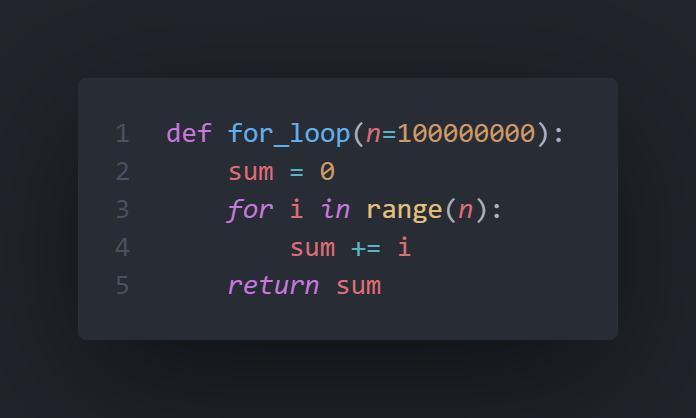 1 def for_loop(n=100000000):
2     sum = 0
3     for i in range(n):
4         sum += i
5     return sum